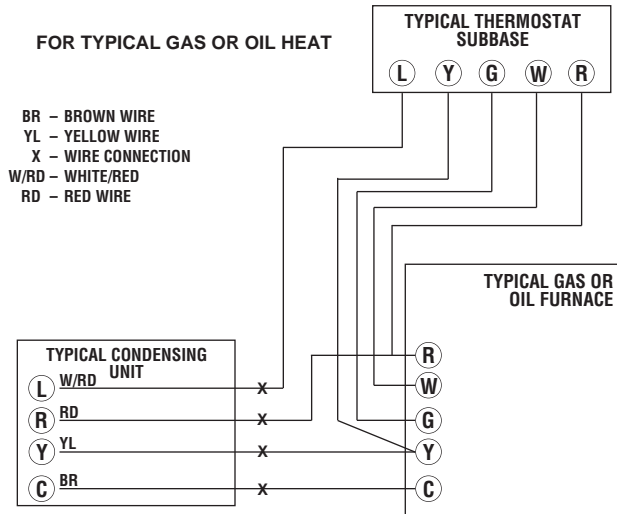 FOR TYPICAL GAS OR OIL HEAT
TYPICAL THERMOSTAT
SUBBASE
L Y G W R
BR – BROWN WIRE
YL – YELLOW WIRE
X – WIRE CONNECTION
W/RD – WHITE/RED
RD – RED WIRE
TYPICAL GAS OR
OIL FURNACE
R
W
G
Y
C
TYPICAL CONDENSING
UNIT
L W/RD X
R RD X
Y YL X
C BR X